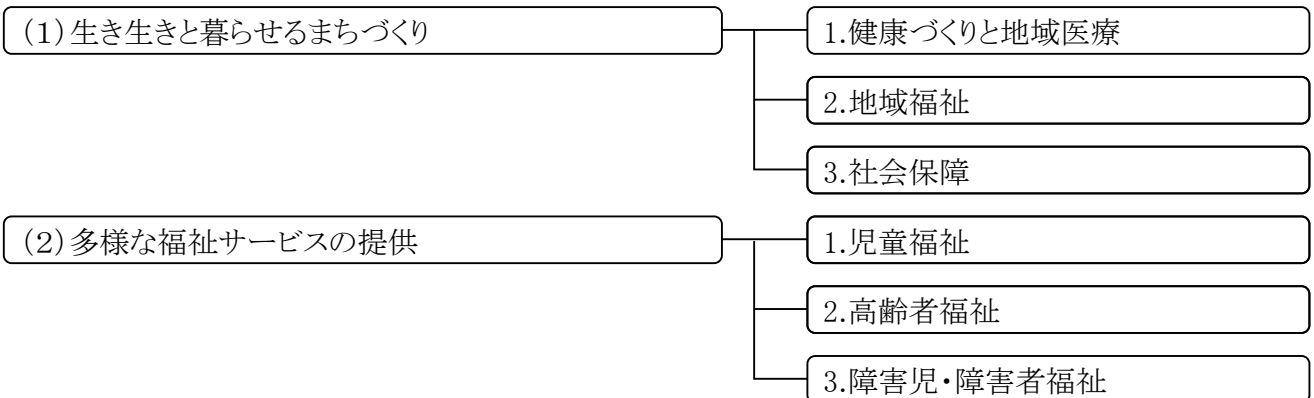 （１）生き生きと暮らせるまちづくり
1.健康づくりと地域医療
2.地域福祉
3.社会保障
（２）多様な福祉サービスの提供
1.児童福祉
2.高齢者福祉
3.障害児・障害者福祉